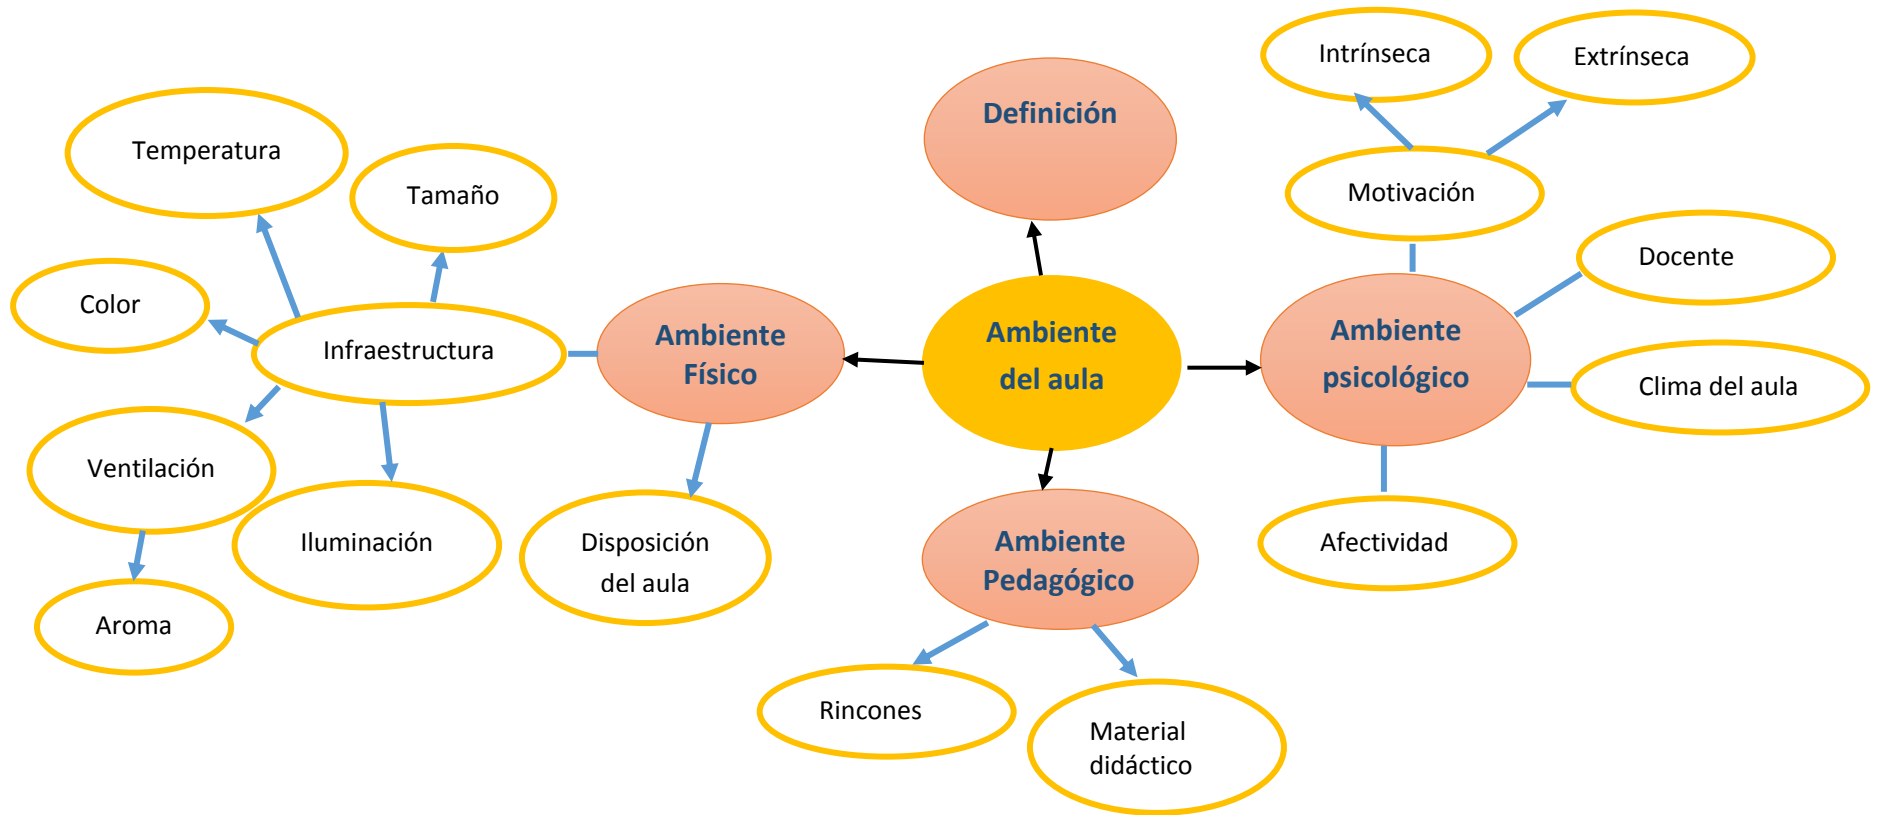 Intrínseca
Extrínseca
Definición
Temperatura
Tamaño
Motivación
Docente
Color
Infraestructura
Ambiente
Físico
Ambiente
del aula
Ambiente
psicológico
Clima del aula
Ventilación
Iluminación
Disposición
del aula
Ambiente
Pedagógico
Afectividad
Aroma
Rincones
Material
didáctico